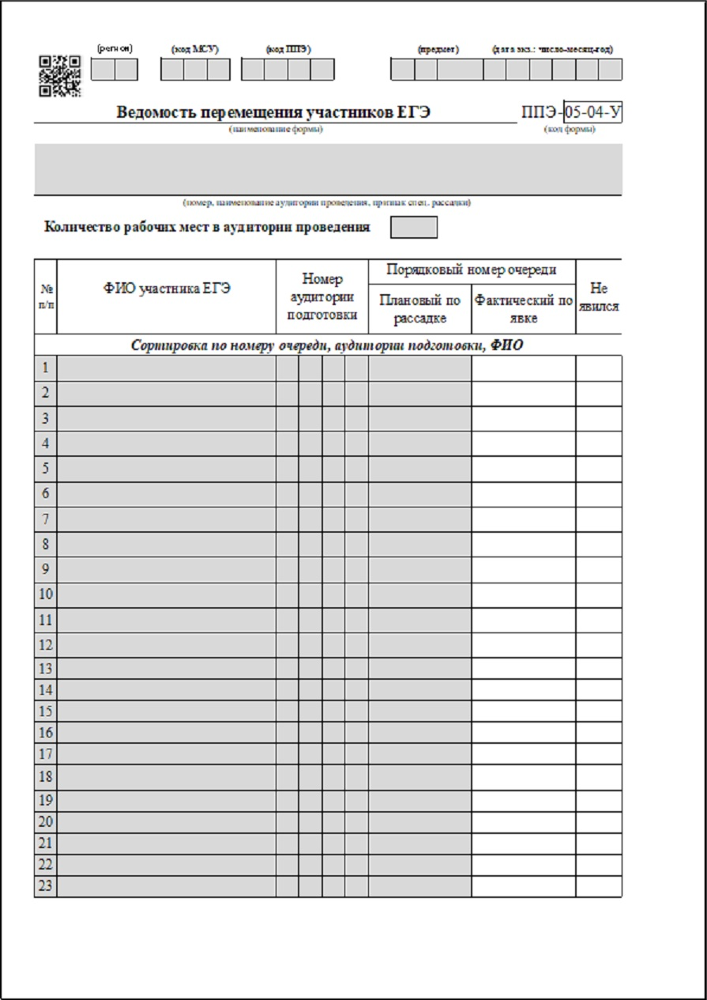 (регион) (код МСУ) (код ППЭ) (предмет) (дата экз.: число-месяц-год)
Ведомость перемещения участников ЕГЭ ППЭ-05-04-У
(наименование формы) (код формы)
(номер, наименование аудитории проведения, признак спец. рассадки)
Количество рабочих мест в аудитории проведения
№ п/п
ФИО участника ЕГЭ
Номер
аудитории
подготовки
Порядковый номер очереди
Плановый по
рассадке
Фактический по
явке
Не
явился
Сортировка по номеру очереди, аудитории подготовки, ФИО
1
2
3
4
5
6
7
8
9
10
11
12
13
14
15
16
17
18
19
20
21
22
23